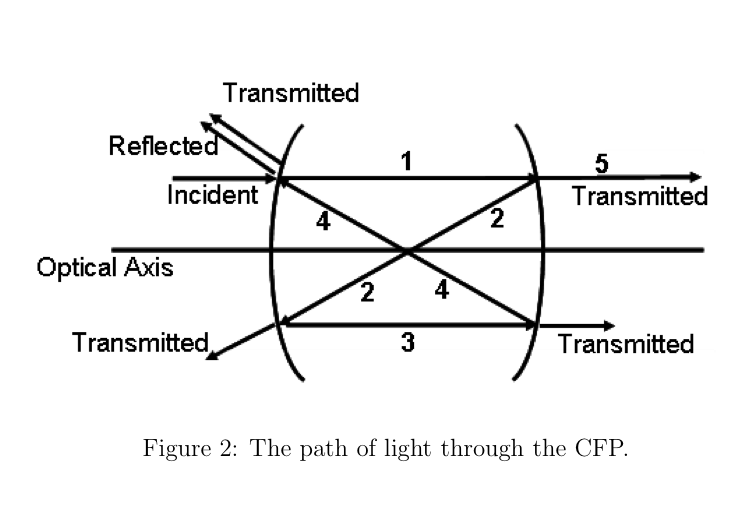 Transmitted
Reflected
1
5
Incident
Transmitted
4
2
Optical Axis
2
4
Transmitted
3
Transmitted
Figure 2: The path of light through the CFP.